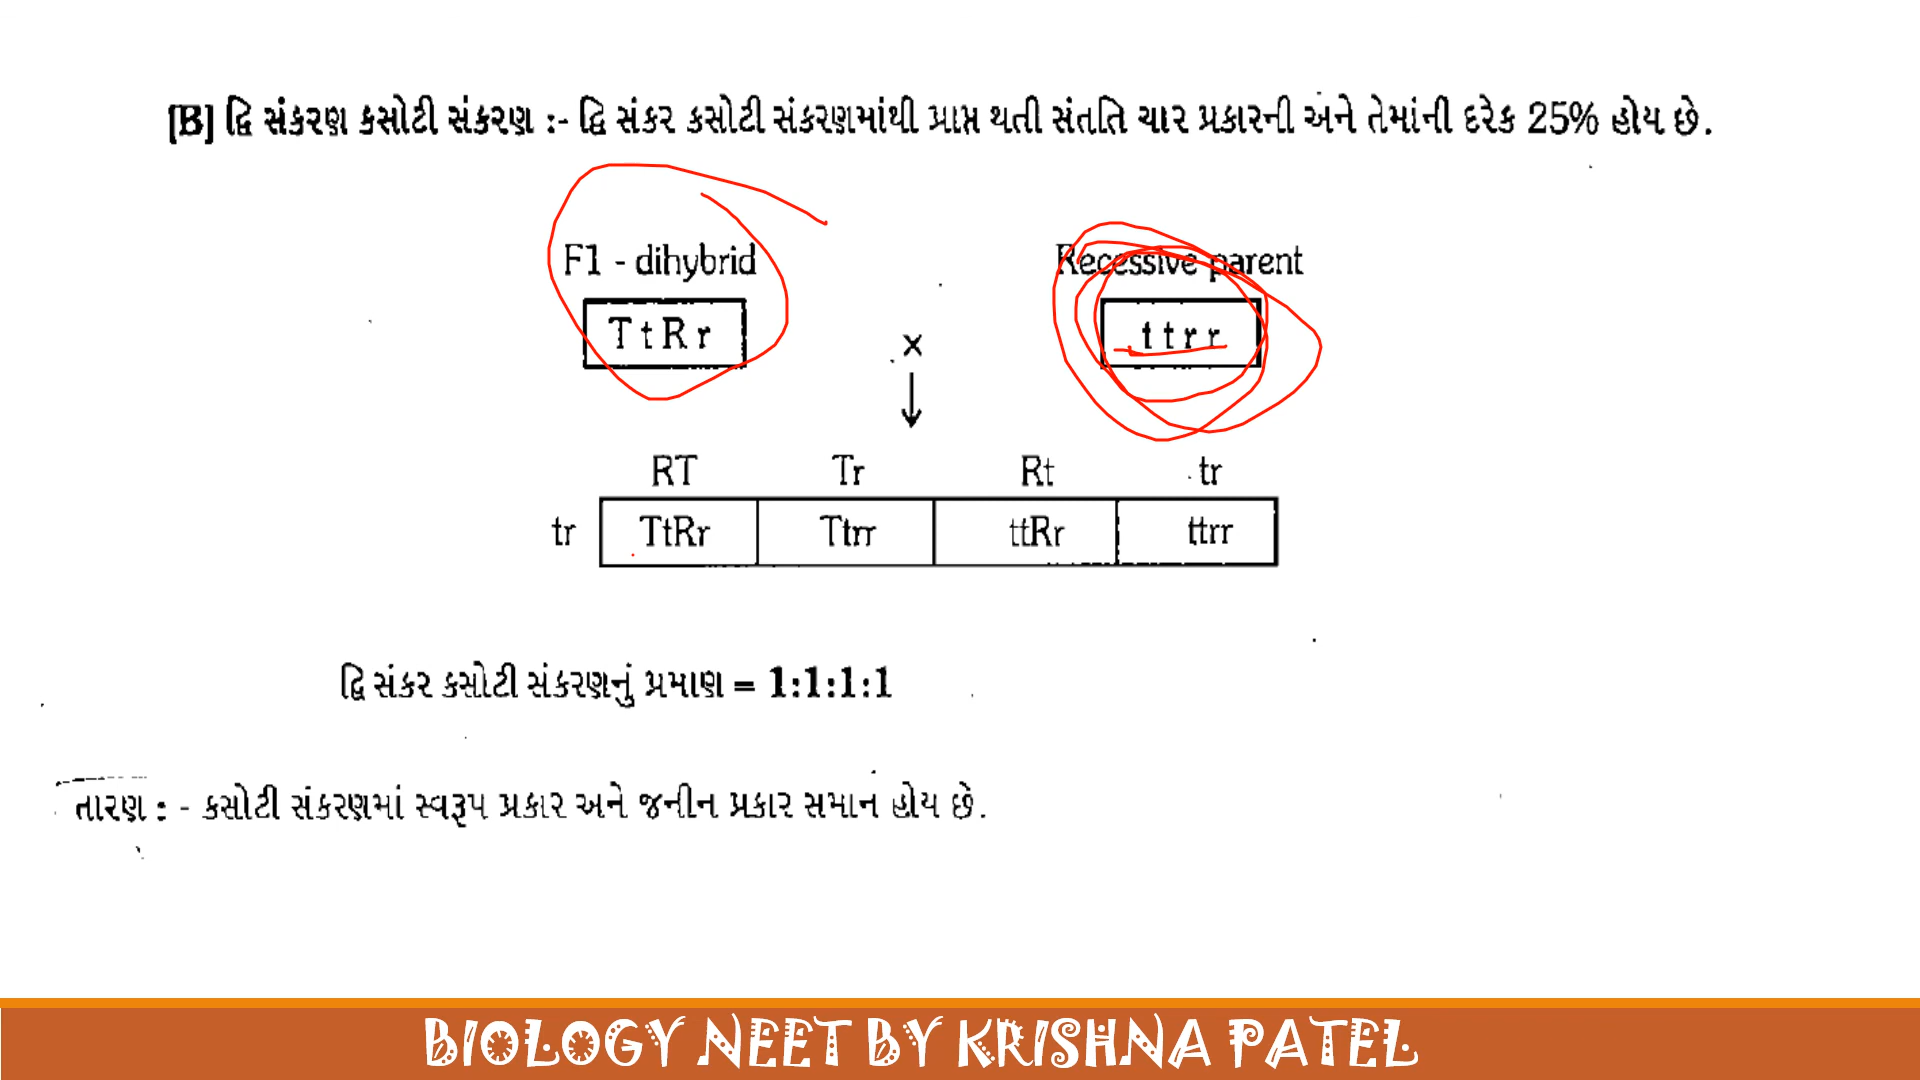 [B] દ્વિ સંકરણ કસોટી સંકરણ :- દ્વિ સંકર કસોટી સંકરણમાંથી પ્રાપ્ત થતી સંતતિ ચાર પ્રકારની અને તેમાંની દરેક 25% હોય છે.
F1 - dihybrid Recessive parent
T t R r x t t r r
RT Tr Rt tr
tr TtRr Ttrr ttRr ttrr
દ્વિ સંકર કસોટી સંકરણનું પ્રમાણ = 1:1:1:1
તારણ : - કસોટી સંકરણમાં સ્વરૂપ પ્રકાર અને જનીન પ્રકાર સમાન હોય છે.
BIOLOGY NEET BY KRISHNA PATEL